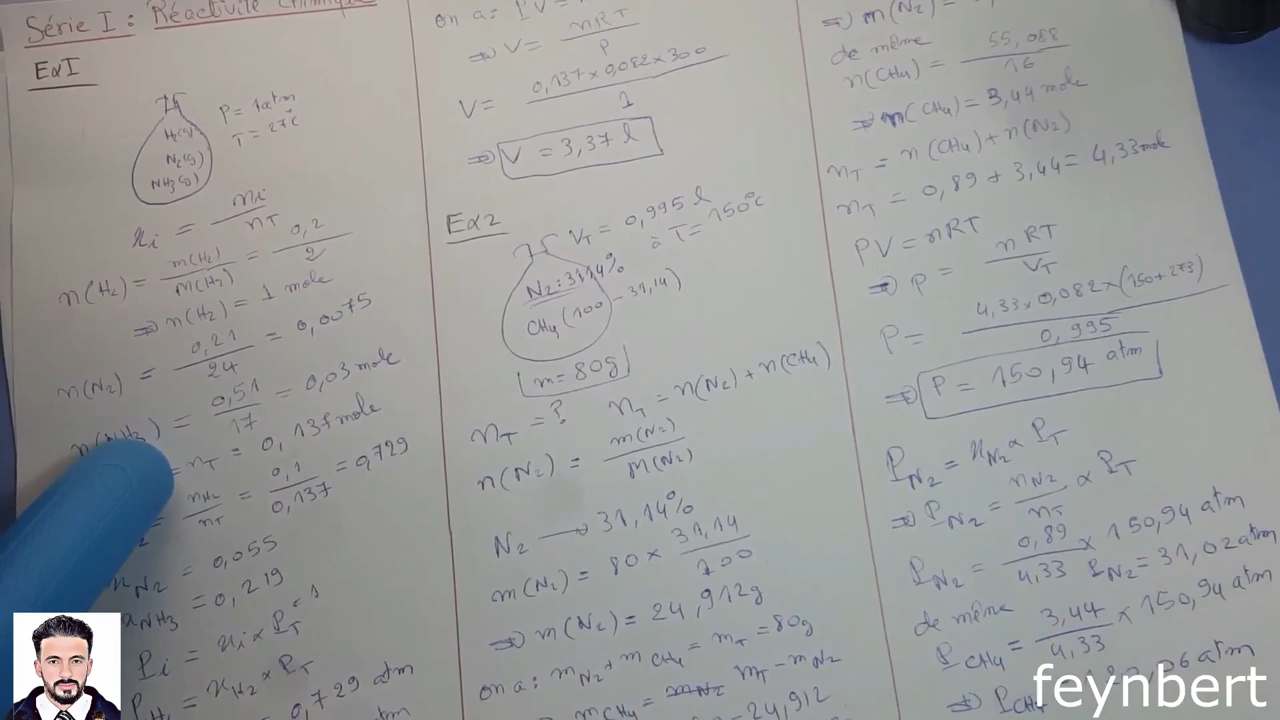 Série I : Réactivité chimique
Ex I
P = 1 atm
T = 27°C
H2(g)
N2(g)
NH3(g)
xi = ni / nT
n(H2) = m(H2) / M(H2) = 0,2 / 2
⇒ n(H2) = 1 mole
n(N2) = 0,21 / 24 = 0,0075
n(NH3) = 0,51 / 17 = 0,03 mole
= nT = 0,137 mole
= nH2 / nT = 0,1 / 0,137 = 0,729
xN2 = 0,055
xNH3 = 0,219
Pi = xi × PT
= xH2 × PT
0,729 atm
atm
on a : PV =
⇒ V = nRT / P
V = 0,137 × 0,082 × 300 / 1
⇒ V = 3,37 l
Ex 2
VT = 0,995 l
à T = 150°C
N2 : 31,14%
CH4 (100 - 31,14)
m = 80g
nT = ? nT = n(N2) + n(CH4)
n(N2) = m(N2) / M(N2)
N2 → 31,14%
m(N2) = 80 × 31,14 / 100
⇒ m(N2) = 24,912g
on a : mN2 + mCH4 = mT = 80g
mCH4 = mT - mN2
- 24,912
⇒ m(N2) =
de même
n(CH4) = 55,088 / 16
⇒ n(CH4) = 3,44 mole
nT = n(CH4) + n(N2)
nT = 0,89 + 3,44 = 4,33 mole
PV = nRT
⇒ P = nRT / VT
P = 4,33 × 0,082 × (150 + 273) / 0,995
⇒ P = 150,94 atm
PN2 = xN2 × PT
⇒ PN2 = nN2 / nT × PT
PN2 = 0,89 / 4,33 × 150,94 atm
PN2 = 31,02 atm
de même
PCH4 = 3,44 / 4,33 × 150,94 atm
⇒ PCH4
feynbert